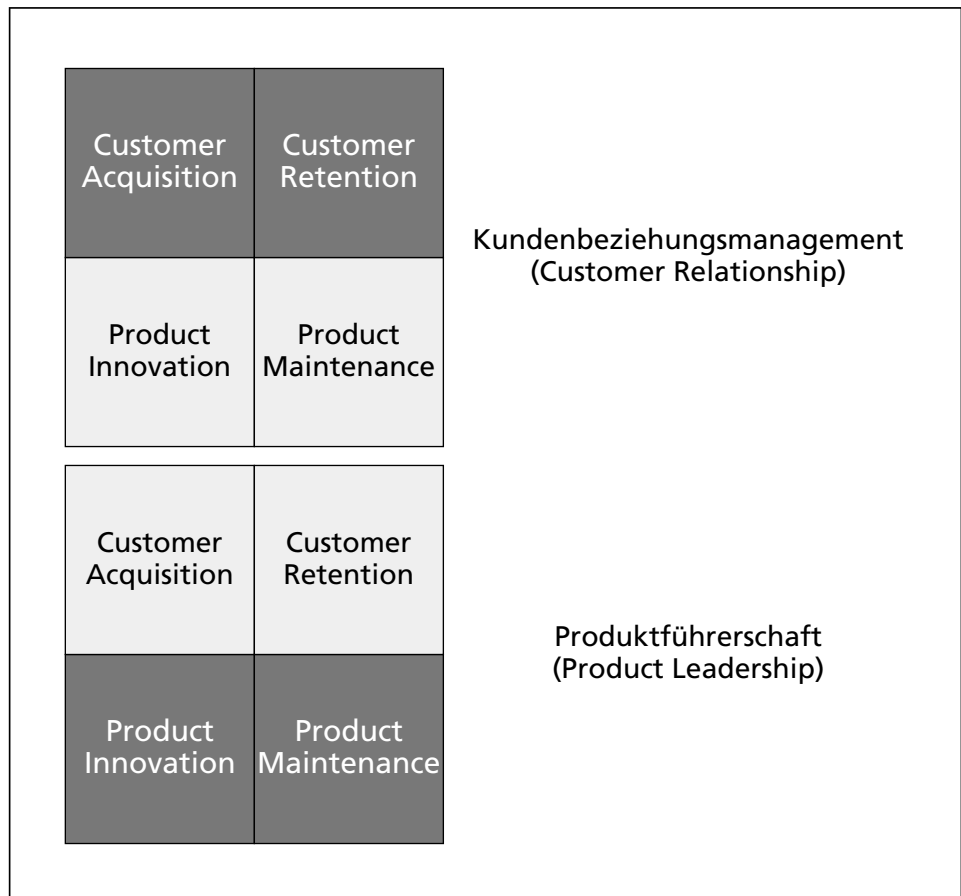 Customer
Acquisition
Customer
Retention
Product
Innovation
Product
Maintenance
Kundenbeziehungsmanagement
(Customer Relationship)
Customer
Acquisition
Customer
Retention
Product
Innovation
Product
Maintenance
Produktführerschaft
(Product Leadership)